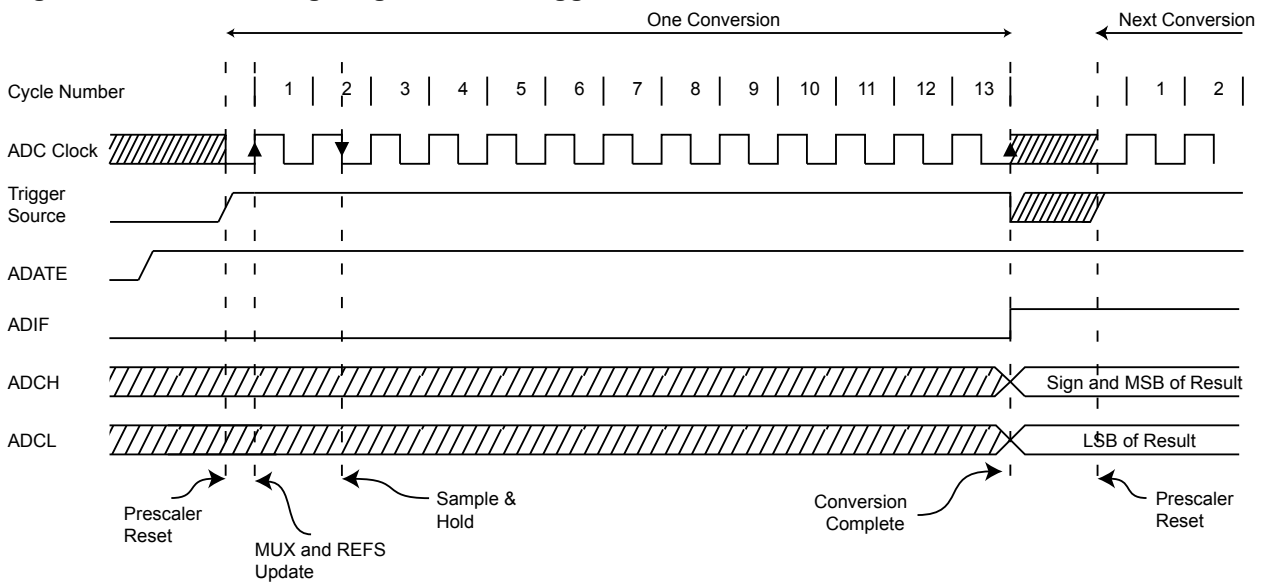 One Conversion
Next Conversion
Cycle Number
1 2 3 4 5 6 7 8 9 10 11 12 13 1 2
ADC Clock
Trigger
Source
ADATE
ADIF
ADCH
Sign and MSB of Result
ADCL
LSB of Result
Prescaler
Reset
MUX and REFS
Update
Sample &
Hold
Conversion
Complete
Prescaler
Reset